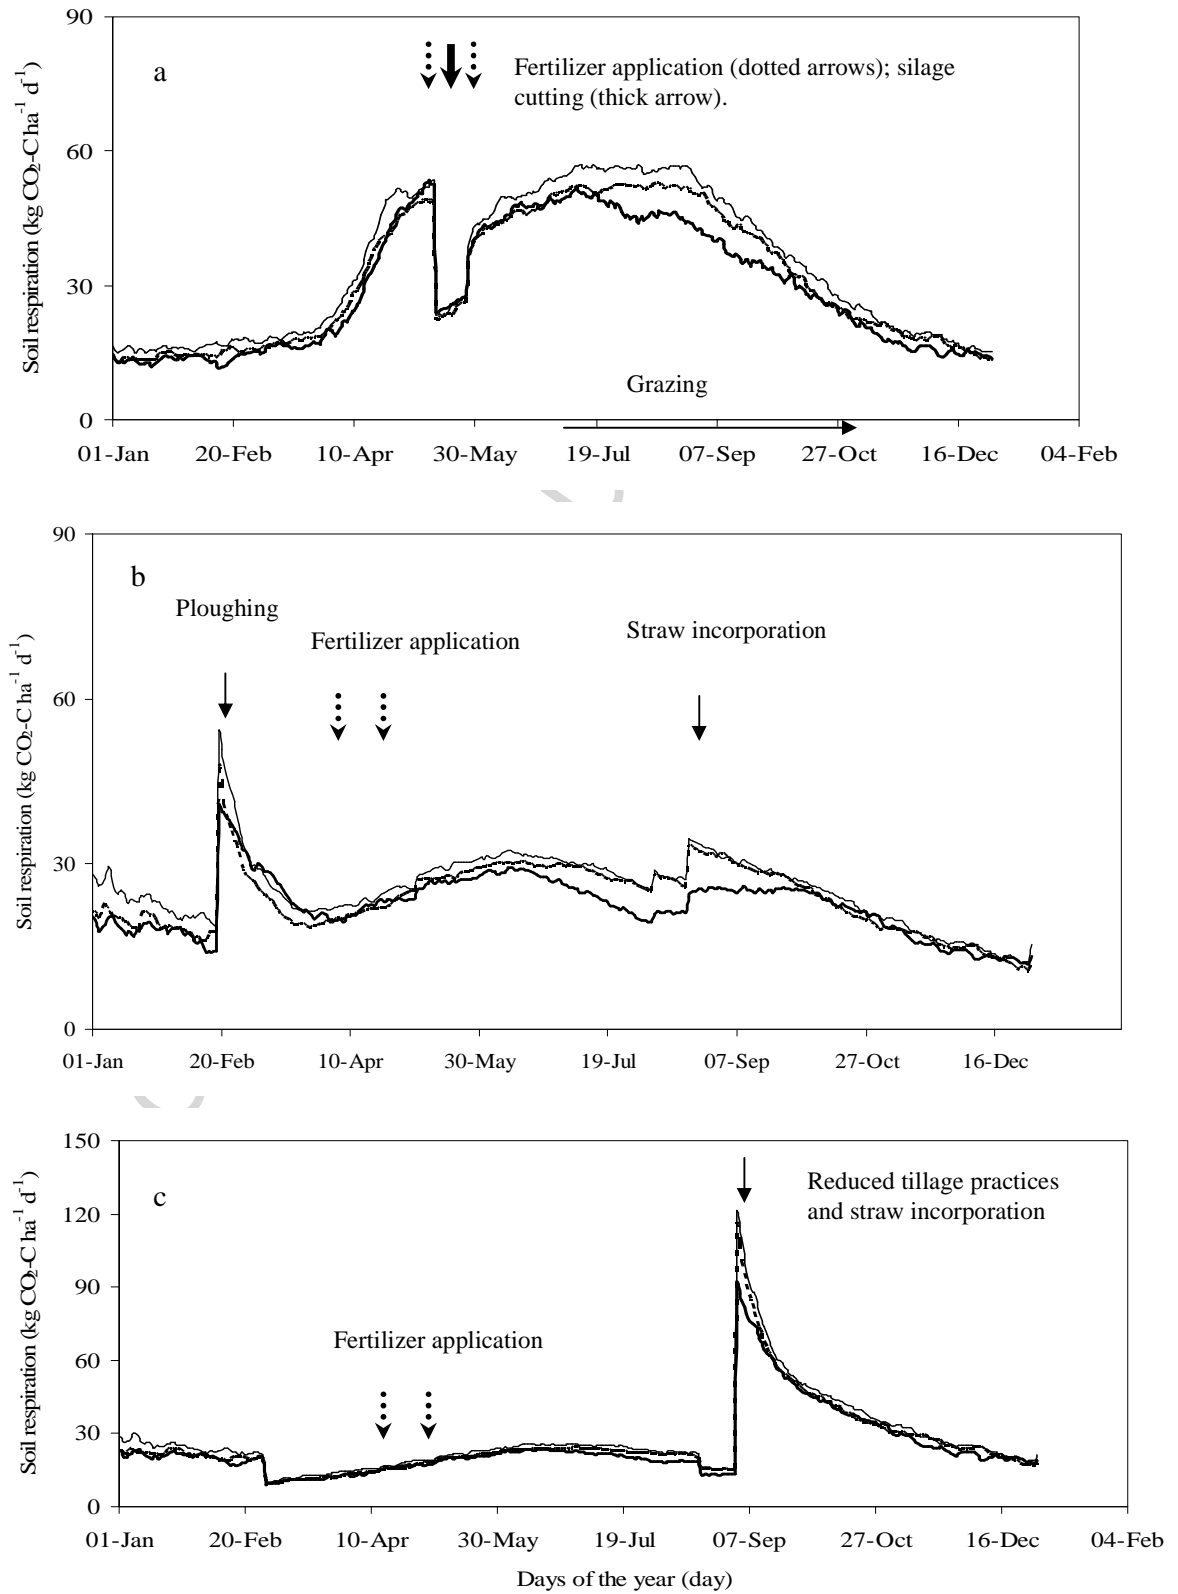 90
a
Fertilizer application (dotted arrows); silage
cutting (thick arrow).
60
Soil respiration (kg CO2-C ha-1 d-1)
30
Grazing
0
01-Jan 20-Feb 10-Apr 30-May 19-Jul 07-Sep 27-Oct 16-Dec 04-Feb
90
b
Ploughing
Fertilizer application
Straw incorporation
60
Soil respiration (kg CO2-C ha-1 d-1)
30
0
01-Jan 20-Feb 10-Apr 30-May 19-Jul 07-Sep 27-Oct 16-Dec
150
c
Reduced tillage practices
and straw incorporation
120
90
Soil respiration (kg CO2-C ha-1 d-1)
Fertilizer application
60
30
0
01-Jan 20-Feb 10-Apr 30-May 19-Jul 07-Sep 27-Oct 16-Dec 04-Feb
Days of the year (day)